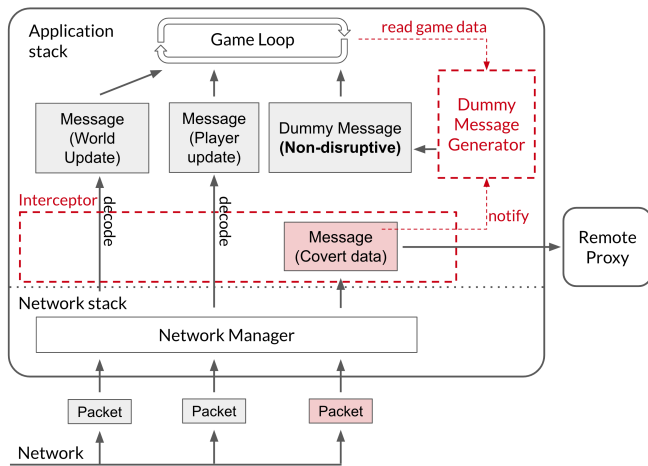 Application
stack
Game Loop
read game data
Message
(World
Update)
Message
(Player
update)
Dummy Message
(Non-disruptive)
Dummy
Message
Generator
Interceptor
decode
decode
notify
Message
(Covert data)
Remote
Proxy
Network stack
Network Manager
Packet
Packet
Packet
Network